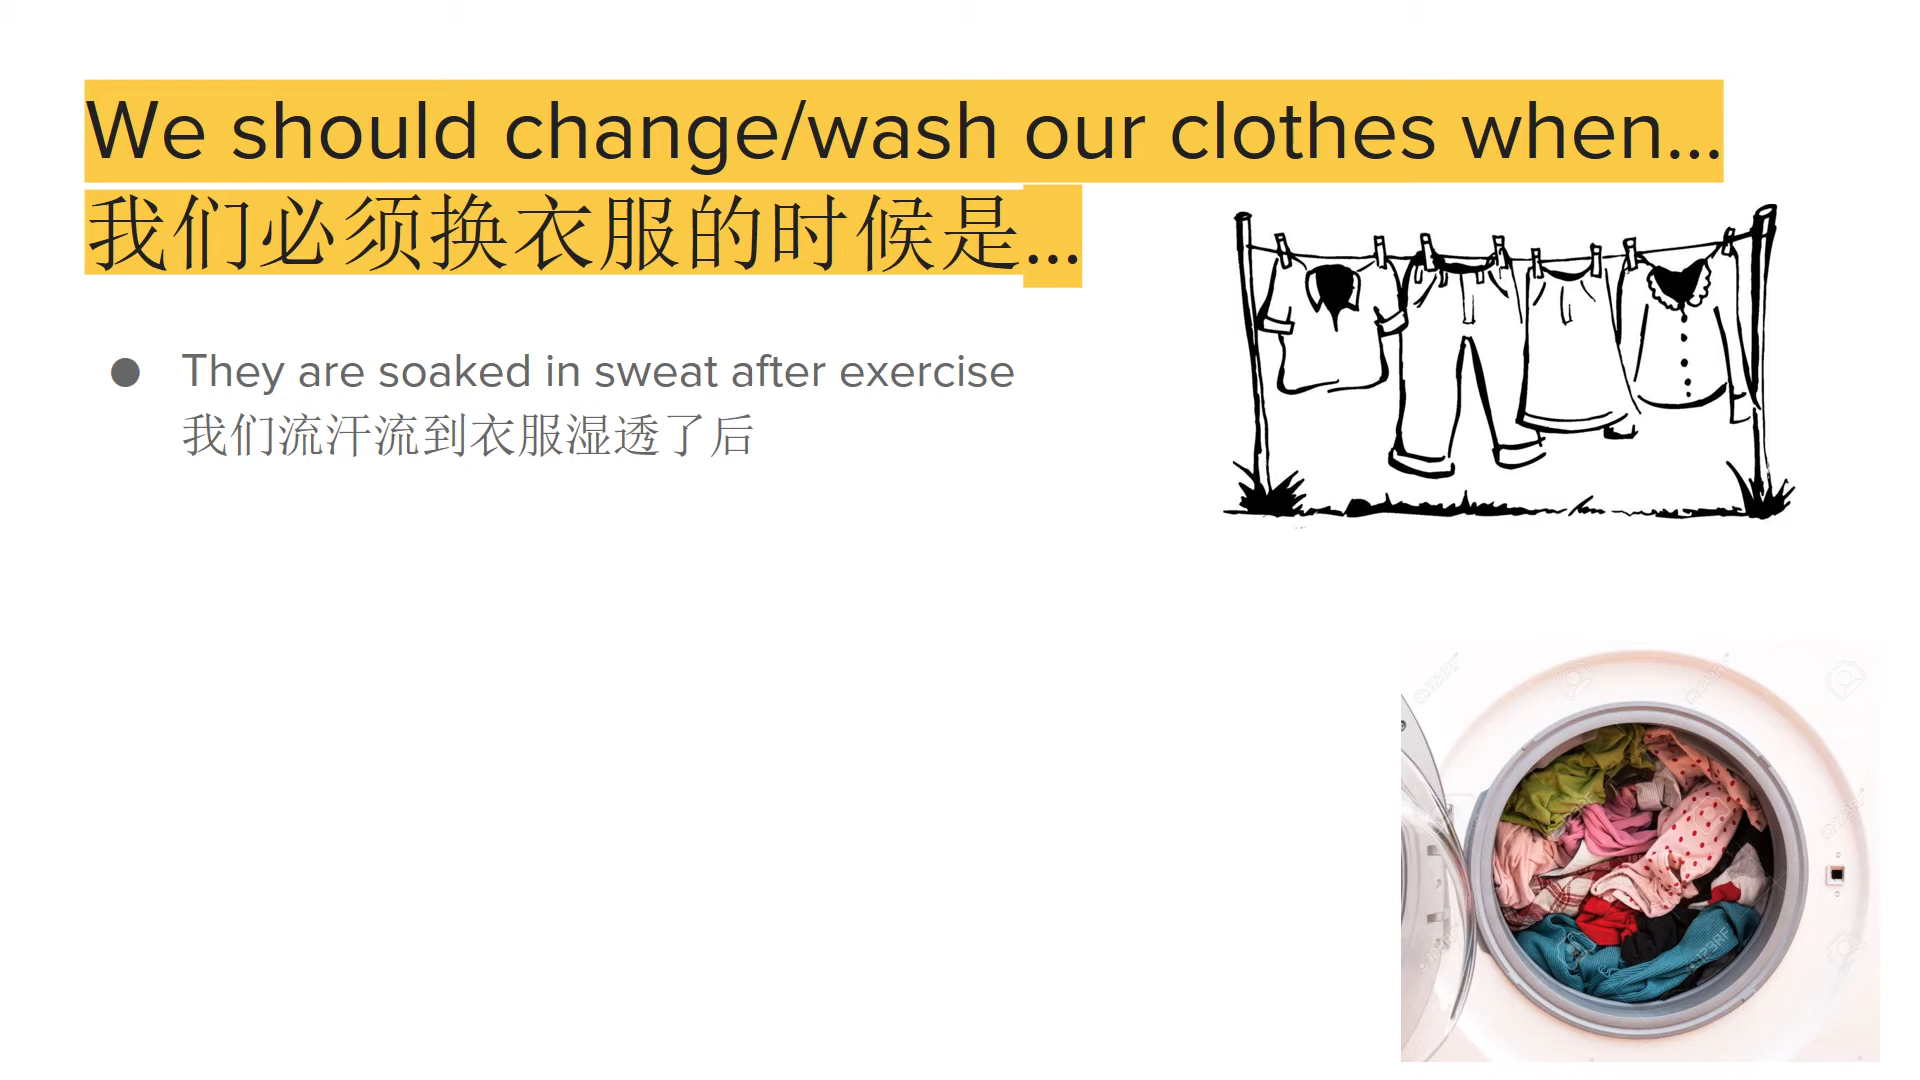 We should change/wash our clothes when...
我们必须换衣服的时候是...
● They are soaked in sweat after exercise
我们流汗流到衣服湿透了后
123RF